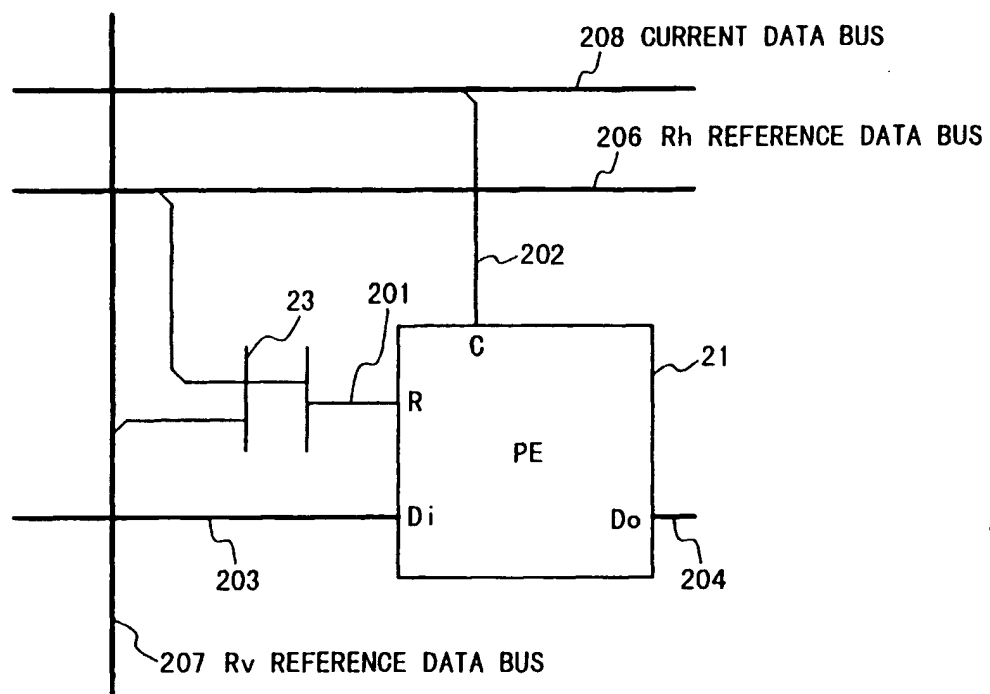 208 CURRENT DATA BUS
206 Rh REFERENCE DATA BUS
202
201
23
C
21
R
PE
Di
Do
203
204
207 Rv REFERENCE DATA BUS